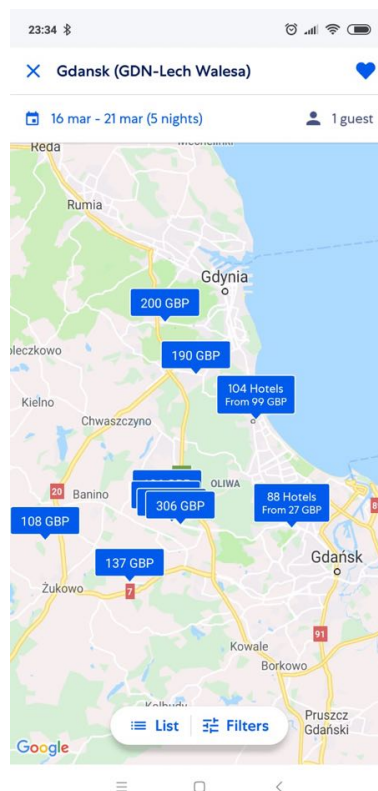 23:34
Gdansk (GDN-Lech Walesa)
16 mar - 21 mar (5 nights)
1 guest
Reda
Rumia
Gdynia
200 GBP
190 GBP
104 Hotels
From 99 GBP
Kielno
Chwaszczyno
20
Banino
OLIWA
306 GBP
88 Hotels
From 27 GBP
108 GBP
137 GBP
Gdańsk
Żukowo
7
91
Kowale
Borkowo
List
Filters
Pruszcz
Gdański
Google